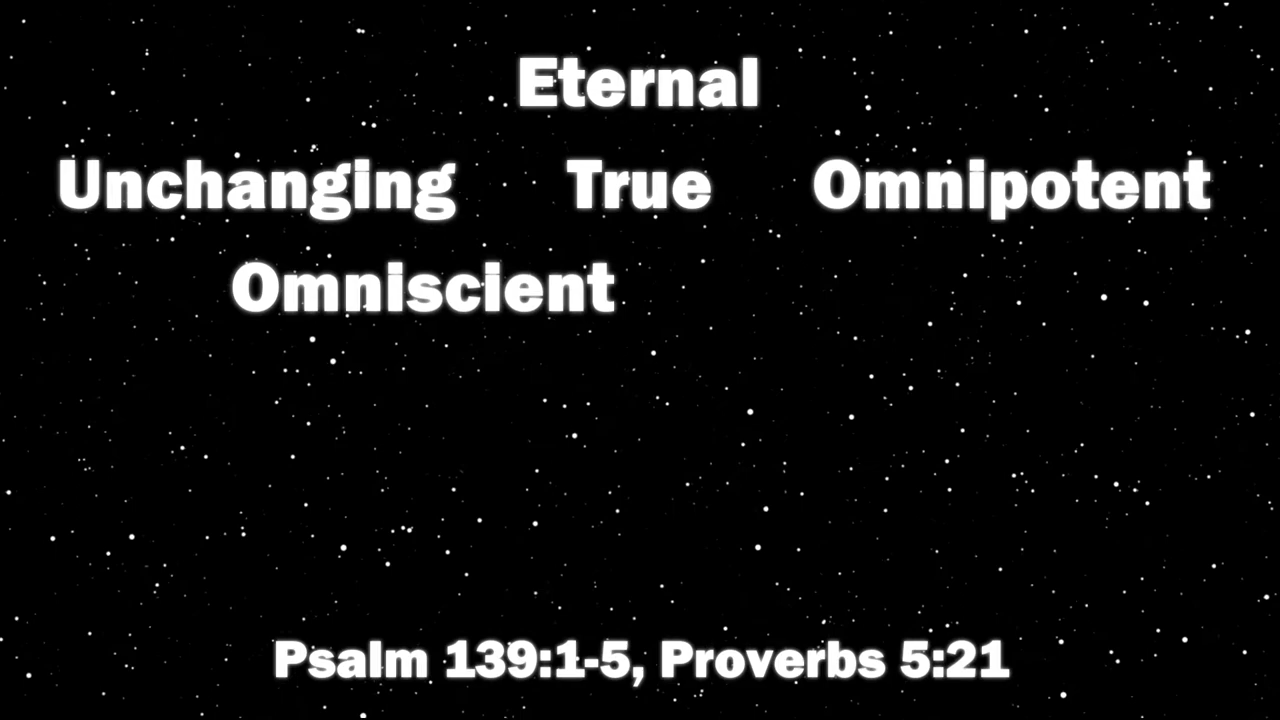 Eternal
Unchanging True Omnipotent
Omniscient
Psalm 139:1-5, Proverbs 5:21